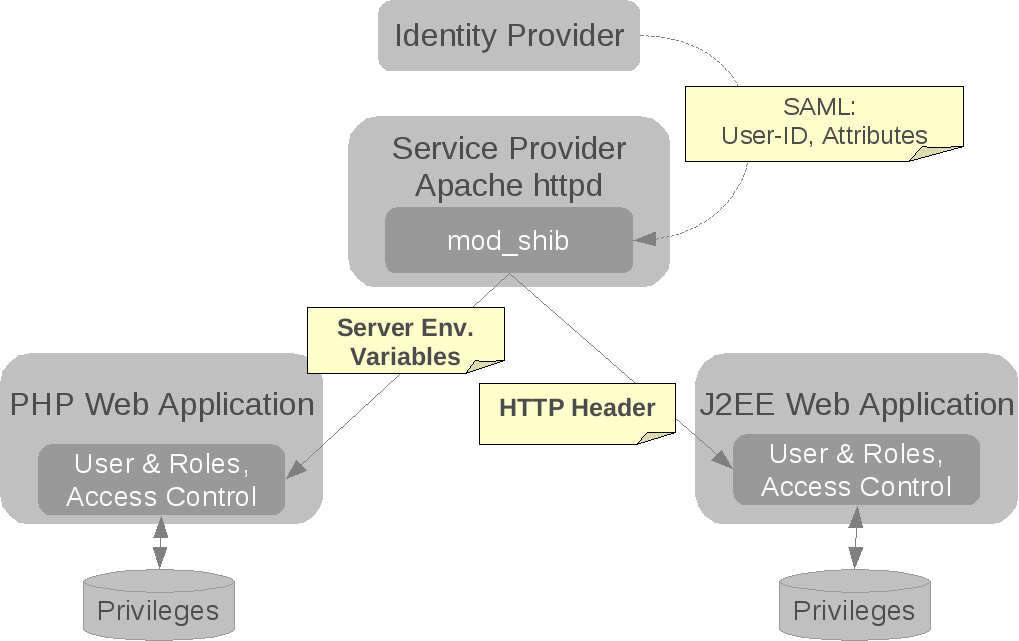 Identity Provider
SAML:
User-ID, Attributes
Service Provider
Apache httpd
mod_shib
Server Env.
Variables
HTTP Header
PHP Web Application
User & Roles,
Access Control
Privileges
J2EE Web Application
User & Roles,
Access Control
Privileges